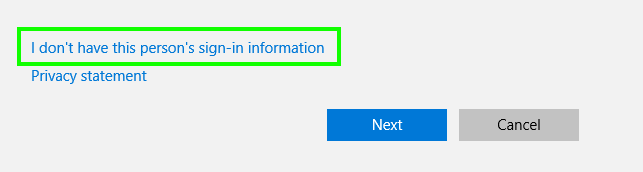 I don't have this person's sign-in information
Privacy statement
Next
Cancel